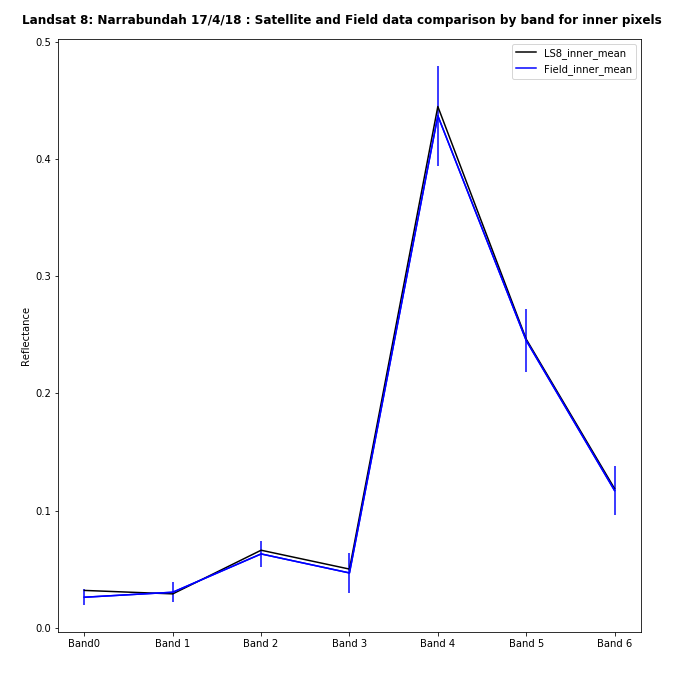 Landsat 8: Narrabundah 17/4/18 : Satellite and Field data comparison by band for inner pixels
LS8_inner_mean
Field_inner_mean
0.5
0.4
0.3
0.2
0.1
0.0
Reflectance
Band0 Band 1 Band 2 Band 3 Band 4 Band 5 Band 6